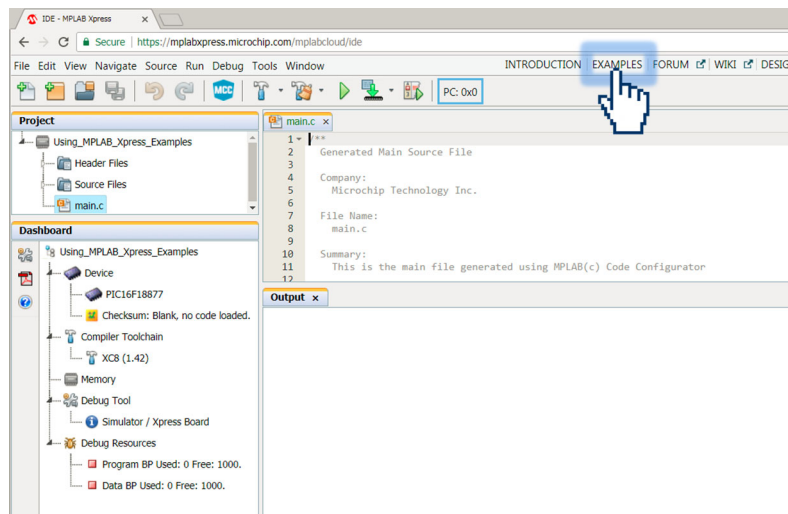 IDE - MPLAB Xpress
Secure | https://mplabxpress.microchip.com/mplabcloud/ide
File Edit View Navigate Source Run Debug Tools Window
INTRODUCTION EXAMPLES FORUM WIKI DESIG
MCC PC: 0x0
Project
Using_MPLAB_Xpress_Examples
Header Files
Source Files
main.c
Dashboard
Using_MPLAB_Xpress_Examples
Device
PIC16F18877
Checksum: Blank, no code loaded.
Compiler Toolchain
XC8 (1.42)
Memory
Debug Tool
Simulator / Xpress Board
Debug Resources
Program BP Used: 0 Free: 1000.
Data BP Used: 0 Free: 1000.
main.c x
1 /**
2 Generated Main Source File
3
4 Company:
5 Microchip Technology Inc.
6
7 File Name:
8 main.c
9
10 Summary:
11 This is the main file generated using MPLAB(c) Code Configurator
12
Output x